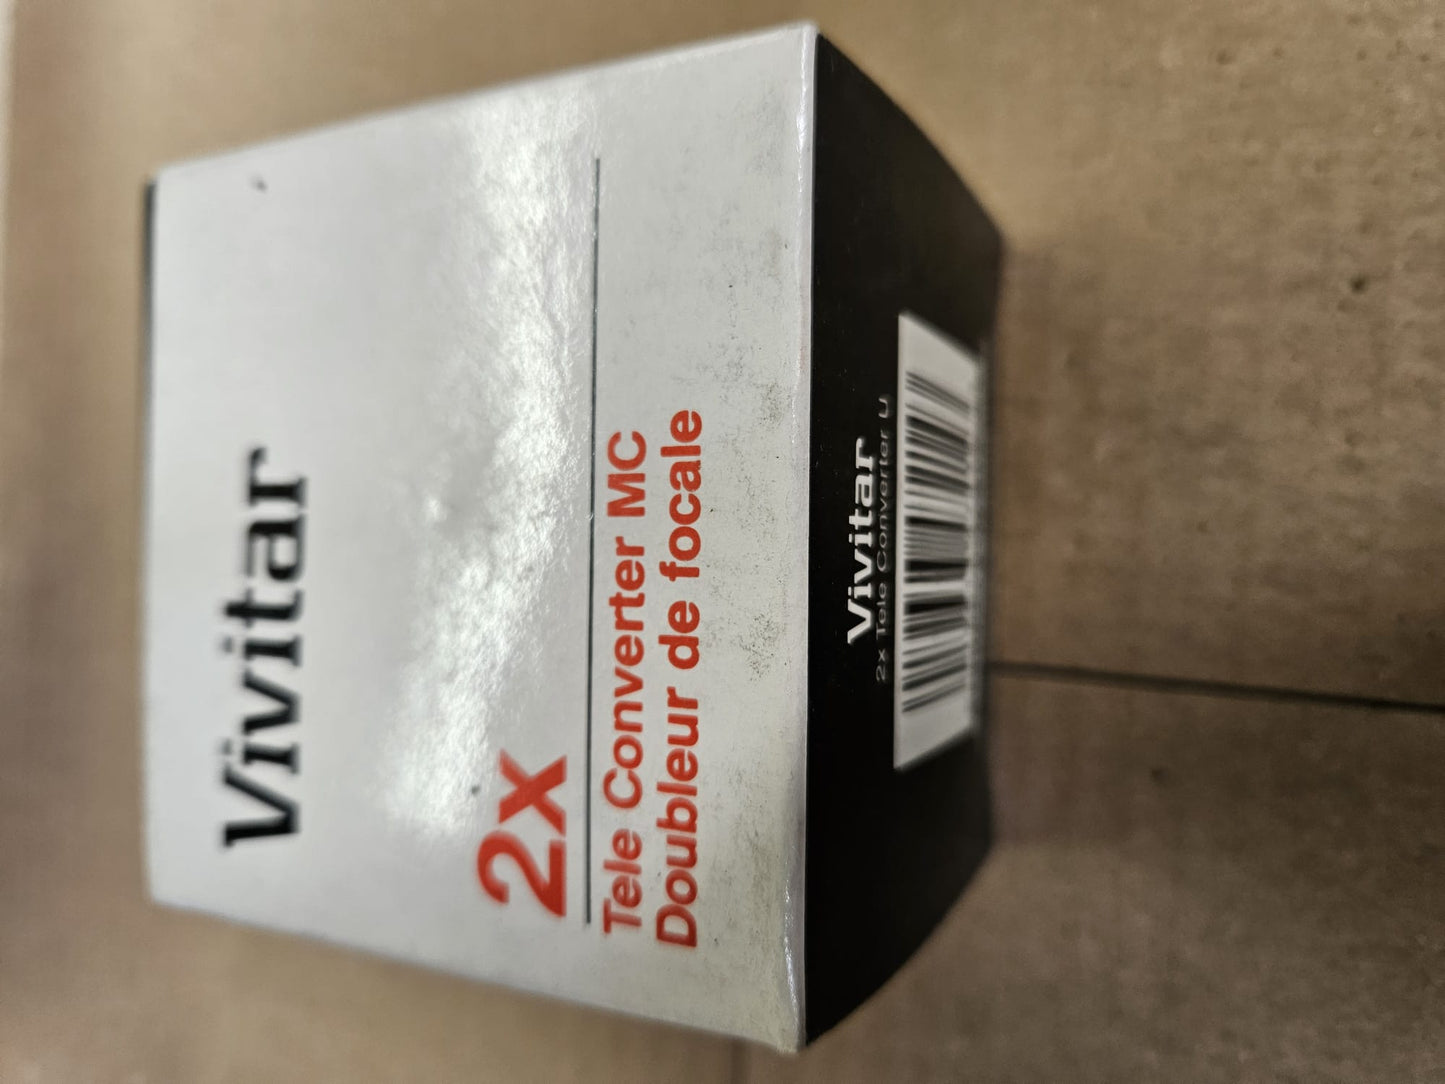 Vivitar
2x
Tele Converter MC
Doubleur de focale
Vivitar
2x Tele Converter U